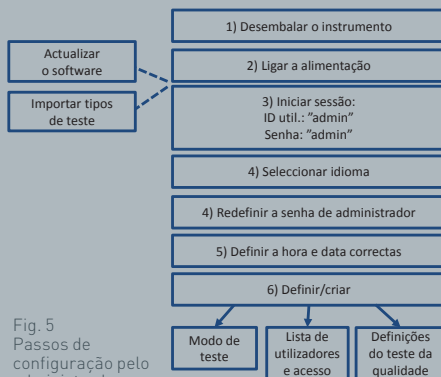 1) Desembalar o instrumento
Actualizar
o software
2) Ligar a alimentação
Importar tipos
de teste
3) Iniciar sessão:
ID util.: ”admin”
Senha: ”admin”
4) Seleccionar idioma
4) Redefinir a senha de administrador
5) Definir a hora e data correctas
6) Definir/criar
Modo de
teste
Lista de
utilizadores
e acesso
Definições
do teste da
qualidade
Fig. 5
Passos de
configuração pelo